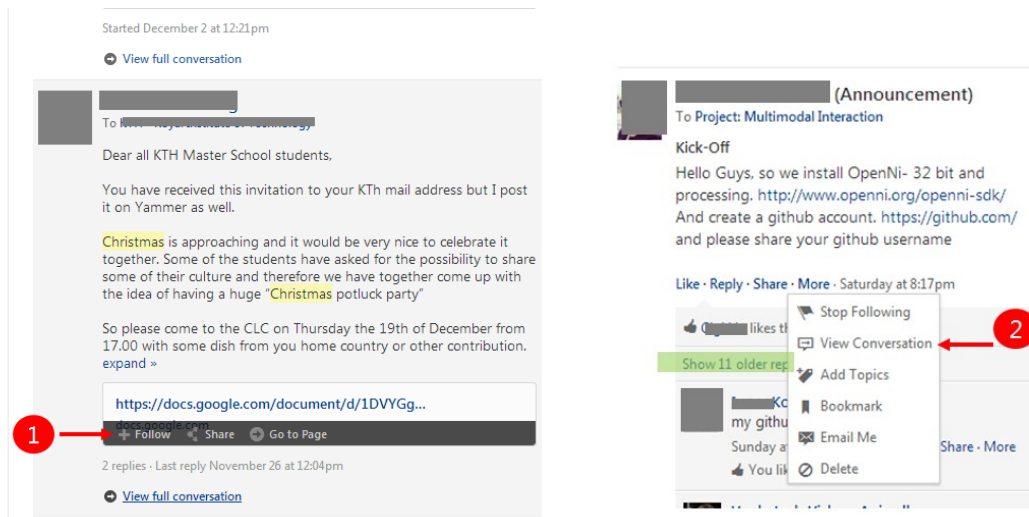 Started December 2 at 12:21pm
View full conversation
To
Dear all KTH Master School students,
You have received this invitation to your KTh mail address but I post
it on Yammer as well.
Christmas is approaching and it would be very nice to celebrate it
together. Some of the students have asked for the possibility to share
some of their culture and therefore we have together come up with
the idea of having a huge "Christmas potluck party"
So please come to the CLC on Thursday the 19th of December from
17.00 with some dish from you home country or other contribution.
expand »
https://docs.google.com/document/d/1DVYGg...
docs.google.com
1
Follow Share Go to Page
2 replies · Last reply November 26 at 12:04pm
View full conversation
(Announcement)
To Project: Multimodal Interaction
Kick-Off
Hello Guys, so we install OpenNi- 32 bit and
processing. http://www.openni.org/openni-sdk/
And create a github account. https://github.com/
and please share your github username
Like · Reply · Share · More · Saturday at 8:17pm
Stop Following
likes th
View Conversation
2
Show 11 older rep
Add Topics
Bookmark
my githu
Email Me
Sunday a
Share · More
You lik
Delete